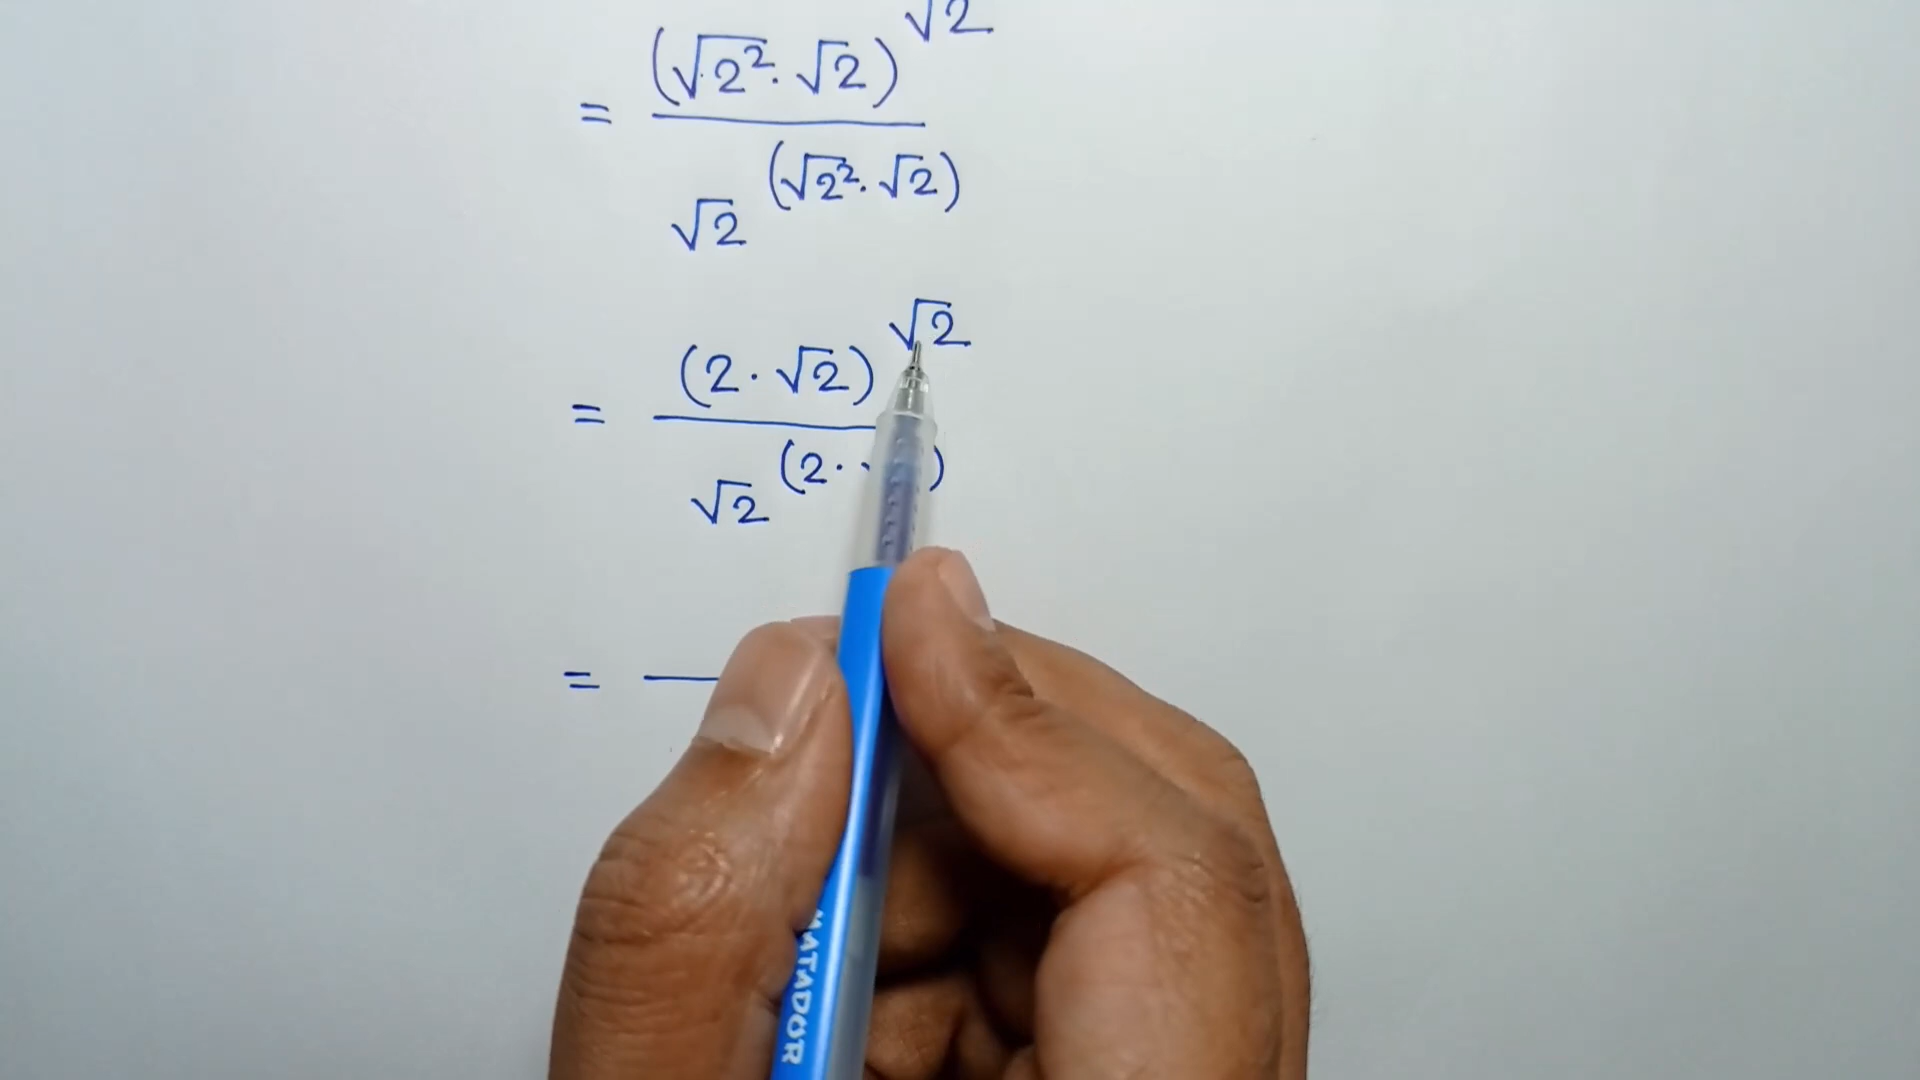 √2
(√2². √2)
=
√2 (√2². √2)
√2
(2 · √2)
=
√2 (2 · )
=
MATADOR